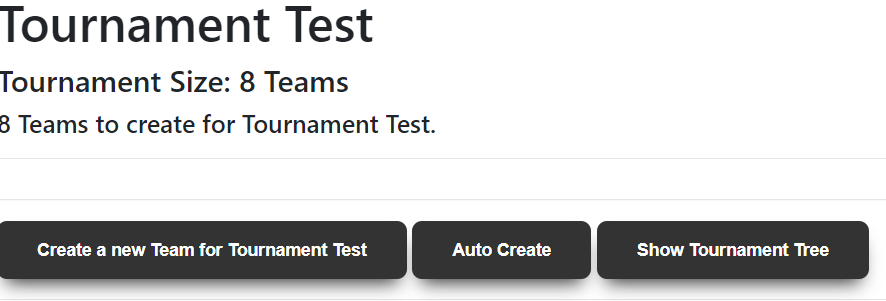 Tournament Test
Tournament Size: 8 Teams
8 Teams to create for Tournament Test.
Create a new Team for Tournament Test
Auto Create
Show Tournament Tree